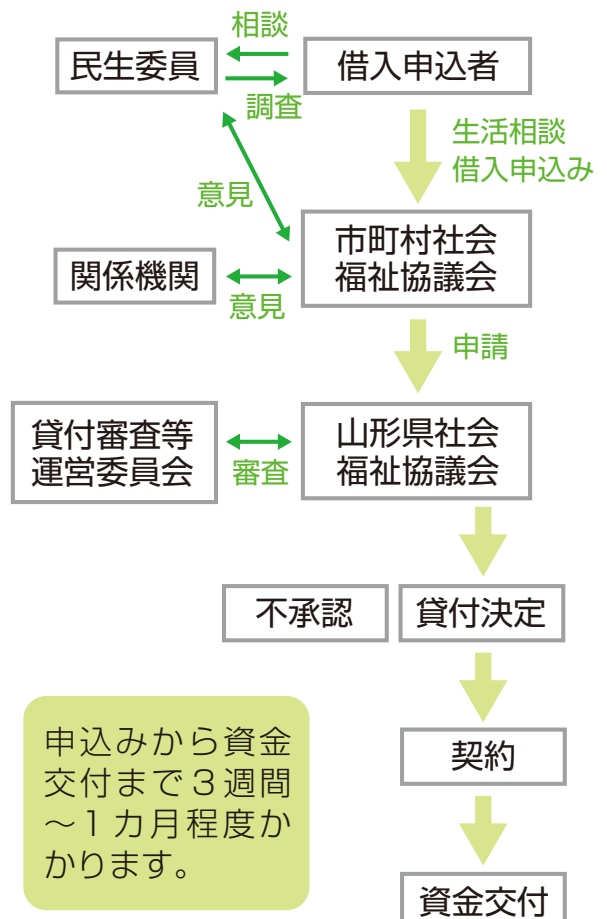 相談
民生委員
借入申込者
調査
生活相談
借入申込み
意見
市町村社会
福祉協議会
関係機関
意見
申請
貸付審査等
運営委員会
審査
山形県社会
福祉協議会
不承認
貸付決定
申込みから資金
交付まで３週間
～１カ月程度か
かります。
契約
資金交付